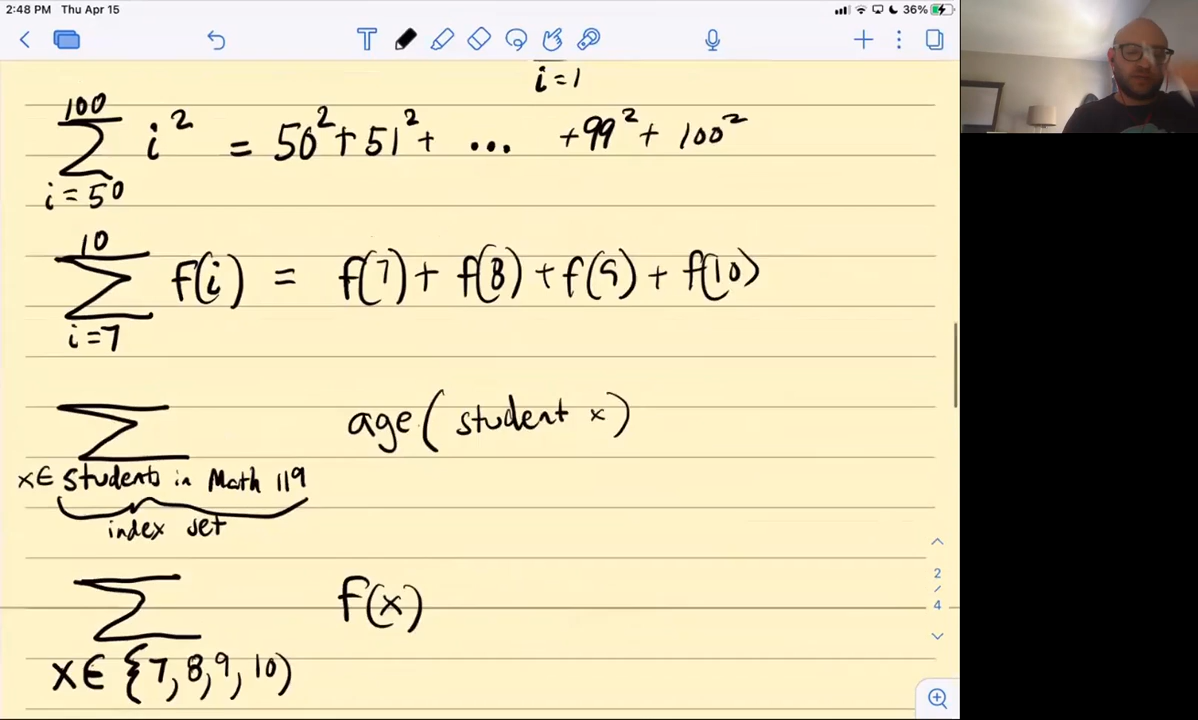 2:48 PM Thu Apr 15
36%
i=1
100
∑ i² = 50² + 51² + ... + 99² + 100²
i = 50
10
∑ f(i) = f(7) + f(8) + f(9) + f(10)
i=7
∑ age(student x)
x∈ Students in Math 119
index set
∑ f(x)
x∈ {7,8,9,10)
2/4